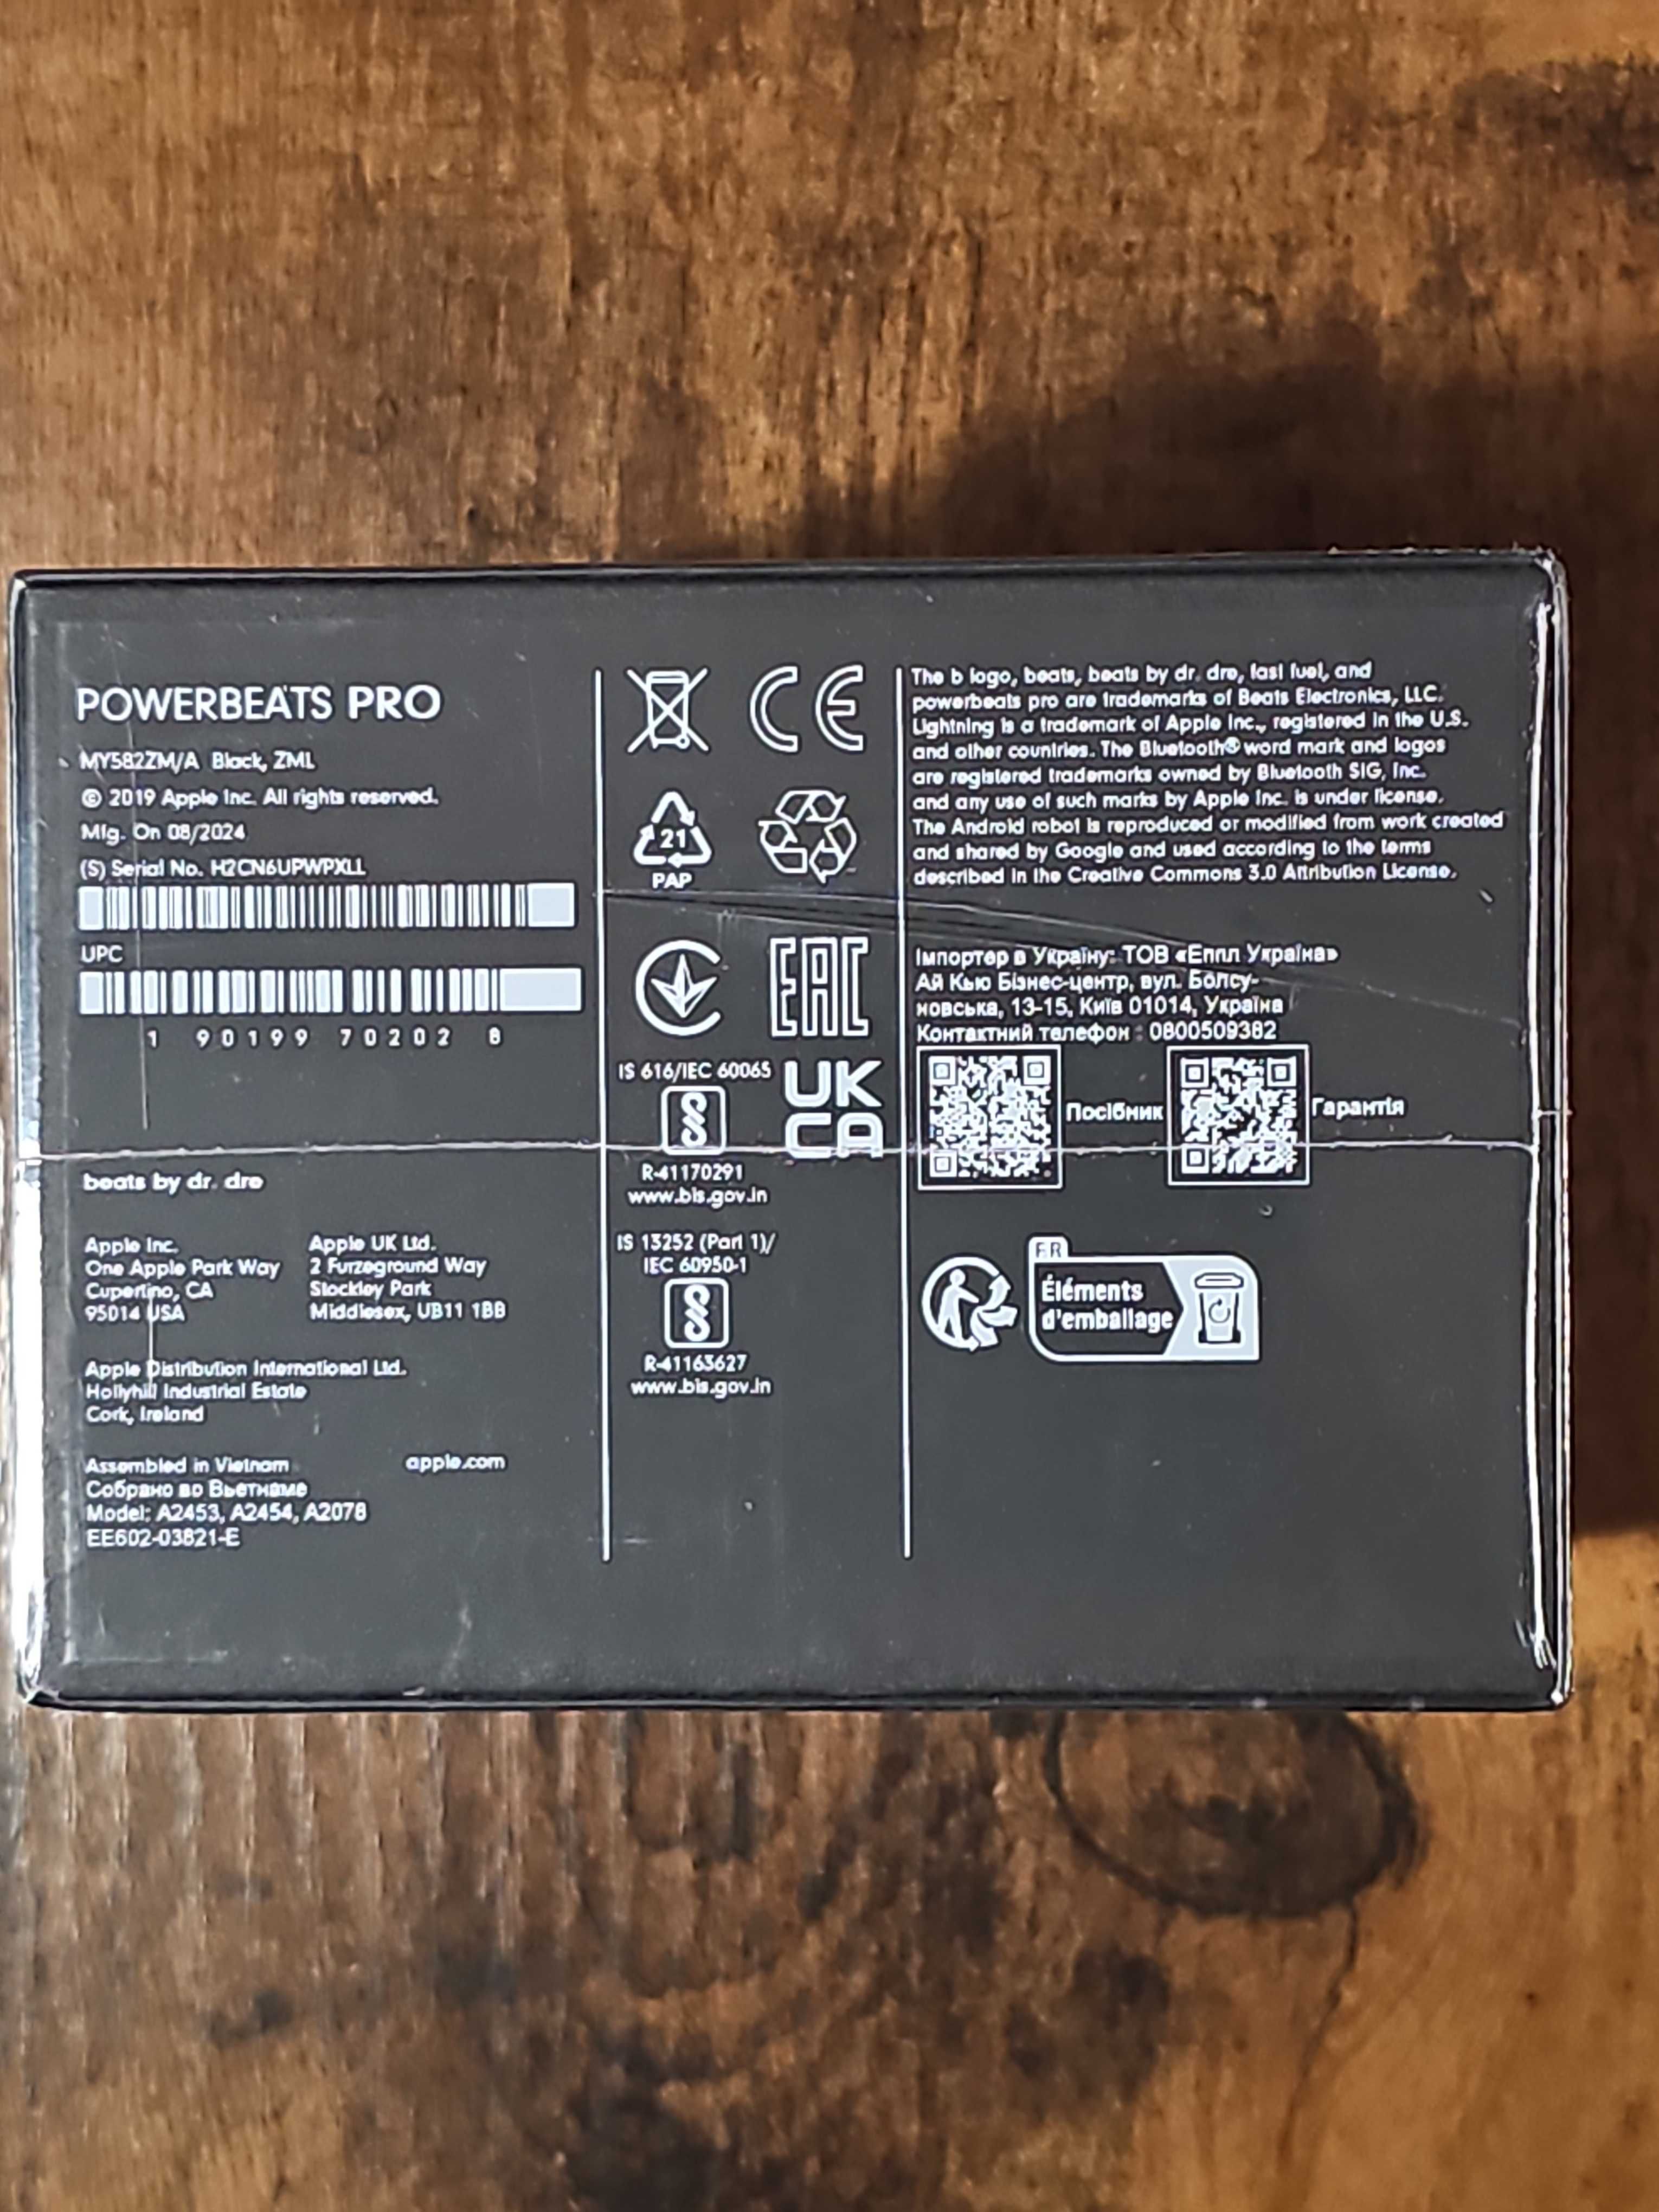 POWERBEATS PRO
MY582ZM/A Black, ZML
© 2019 Apple Inc. All rights reserved.
Mfg. On 08/2024
(S) Serial No. H2CN6UPWPXLL
UPC
1 90199 70202 8
beats by dr. dre
Apple Inc.
One Apple Park Way
Cupertino, CA
95014 USA
Apple UK Ltd.
2 Furzeground Way
Stockley Park
Middlesex, UB11 1BB
Apple Distribution International Ltd.
Hollyhill Industrial Estate
Cork, Ireland
Assembled in Vietnam
apple.com
Собрано во Вьетнаме
Model: A2453, A2454, A2078
EE602-03821-E
CE
21
PAP
EAC
IS 616/IEC 60065
UK
CA
R-41170291
www.bis.gov.in
IS 13252 (Part 1)/
IEC 60950-1
R-41163627
www.bis.gov.in
The b logo, beats, beats by dr. dre, fast fuel, and
powerbeats pro are trademarks of Beats Electronics, LLC.
Lightning is a trademark of Apple Inc., registered in the U.S.
and other countries. The Bluetooth® word mark and logos
are registered trademarks owned by Bluetooth SIG, Inc.
and any use of such marks by Apple Inc. is under license.
The Android robot is reproduced or modified from work created
and shared by Google and used according to the terms
described in the Creative Commons 3.0 Attribution License.
Імпортер в Україну: ТОВ «Еппл Україна»
Ай Кью Бізнес-центр, вул. Болсу-
новська, 13-15, Київ 01014, Україна
Контактний телефон : 0800509382
Посібник
Гарантія
FR
Éléments
d'emballage